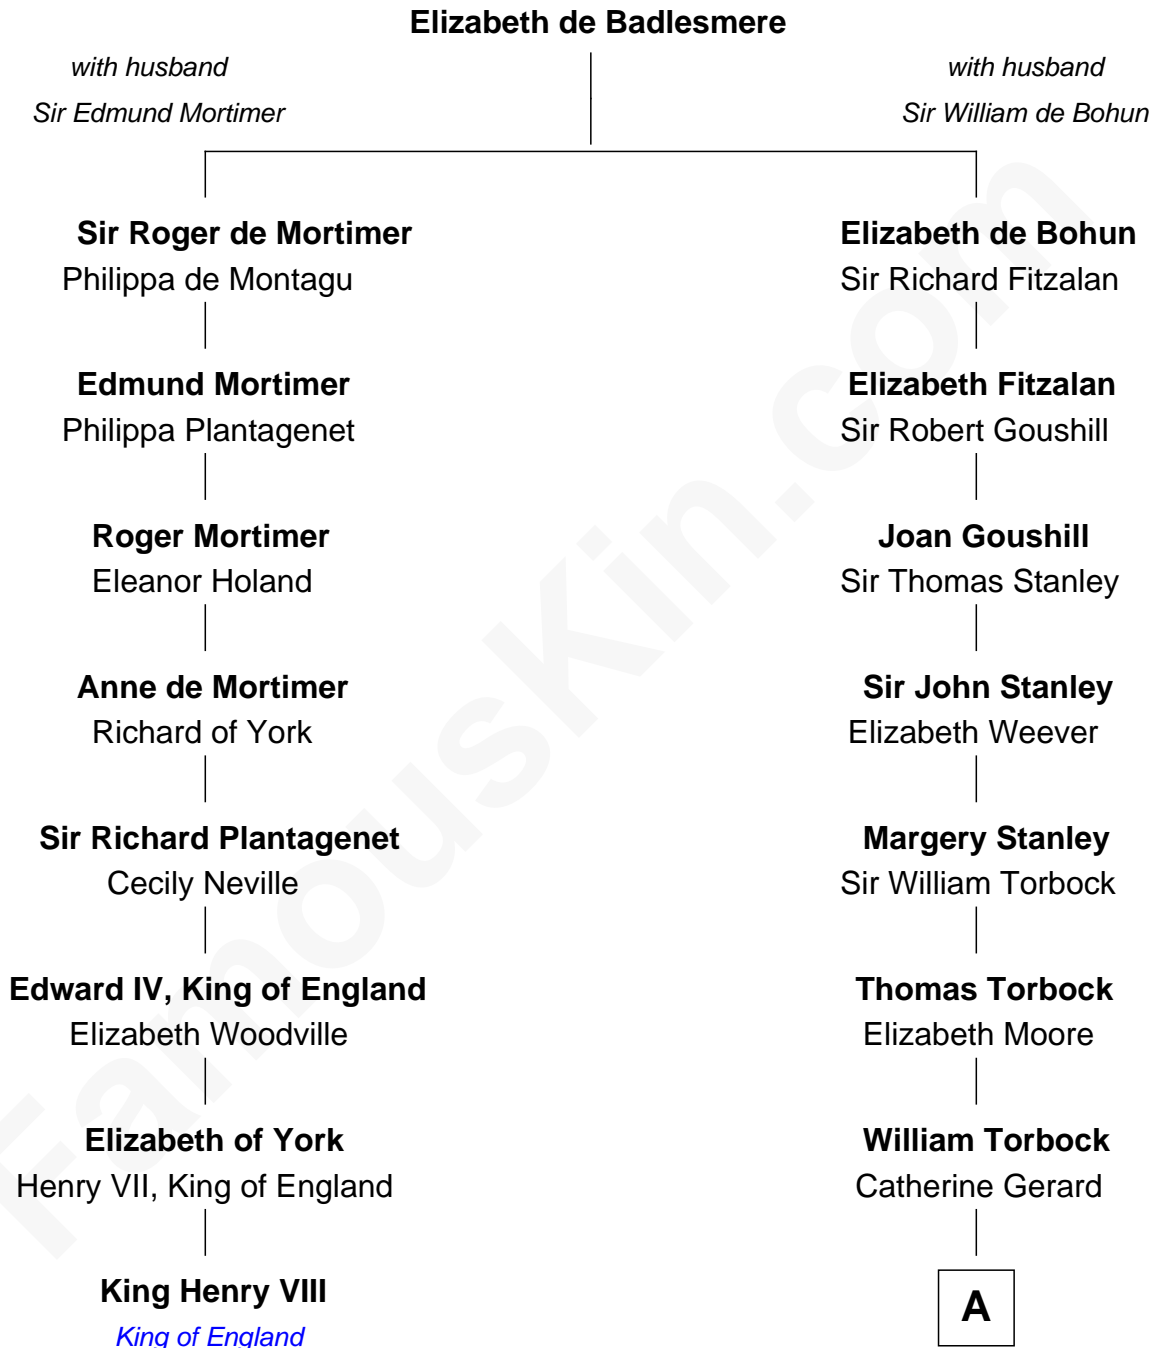 Elizabeth de Badlesmere
with husband
Sir Edmund Mortimer
with husband
Sir William de Bohun
Sir Roger de Mortimer
Philippa de Montagu
Edmund Mortimer
Philippa Plantagenet
Roger Mortimer
Eleanor Holand
Anne de Mortimer
Richard of York
Sir Richard Plantagenet
Cecily Neville
Edward IV, King of England
Elizabeth Woodville
Elizabeth of York
Henry VII, King of England
King Henry VIII
King of England
Elizabeth de Bohun
Sir Richard Fitzalan
Elizabeth Fitzalan
Sir Robert Goushill
Joan Goushill
Sir Thomas Stanley
Sir John Stanley
Elizabeth Weever
Margery Stanley
Sir William Torbock
Thomas Torbock
Elizabeth Moore
William Torbock
Catherine Gerard
A
FamousKin.com